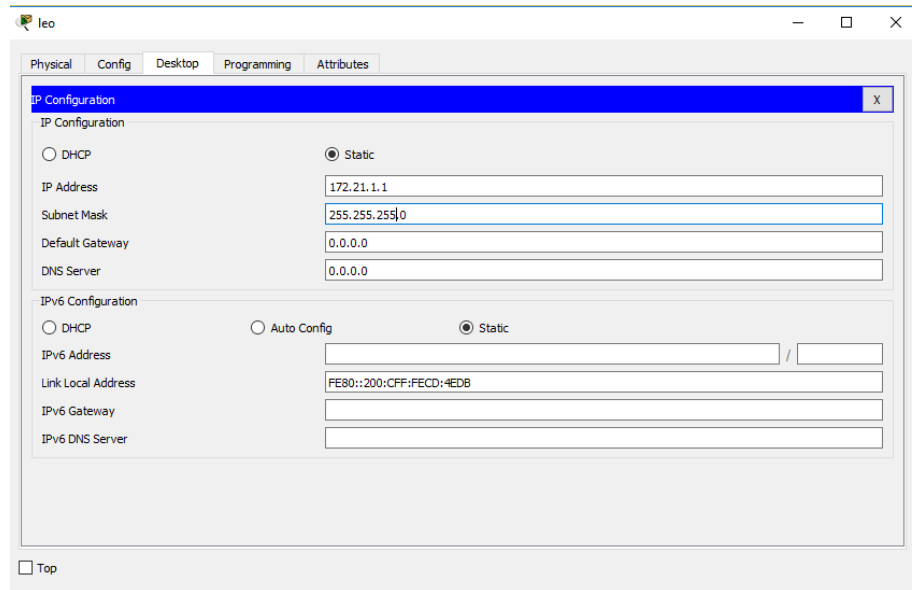 leo
Physical Config Desktop Programming Attributes
IP Configuration X
IP Configuration
DHCP Static
IP Address 172.21.1.1
Subnet Mask 255.255.255.0
Default Gateway 0.0.0.0
DNS Server 0.0.0.0
IPv6 Configuration
DHCP Auto Config Static
IPv6 Address /
Link Local Address FE80::200:CFF:FECD:4EDB
IPv6 Gateway
IPv6 DNS Server
Top